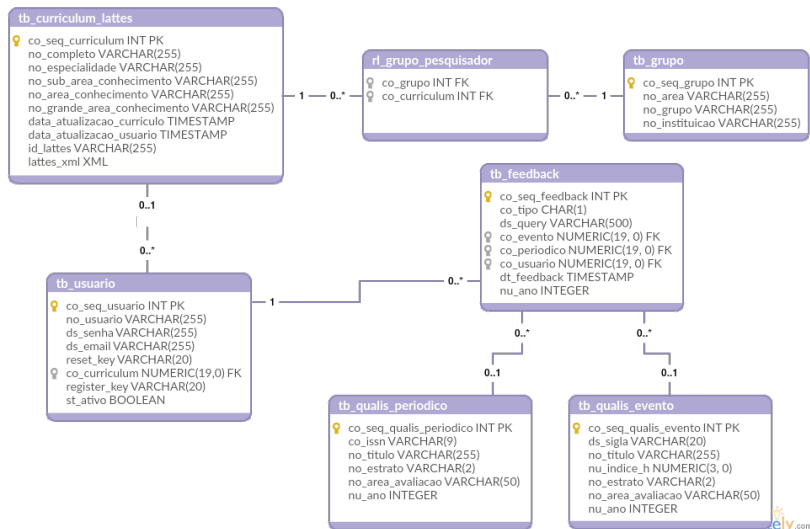 tb_curriculum_lattes
co_seq_curriculum INT PK
no_completo VARCHAR(255)
no_especialidade VARCHAR(255)
no_sub_area_conhecimento VARCHAR(255)
no_area_conhecimento VARCHAR(255)
no_grande_area_conhecimento VARCHAR(255)
data_atualizacao_curriculo TIMESTAMP
data_atualizacao_usuario TIMESTAMP
id_lattes VARCHAR(255)
lattes_xml XML
1
0..*
rl_grupo_pesquisador
co_grupo INT FK
co_curriculum INT FK
0..*
1
tb_grupo
co_seq_grupo INT PK
no_area VARCHAR(255)
no_grupo VARCHAR(255)
no_instituicao VARCHAR(255)
0..1
0..*
tb_feedback
co_seq_feedback INT PK
co_tipo CHAR(1)
ds_query VARCHAR(500)
co_evento NUMERIC(19, 0) FK
co_periodico NUMERIC(19, 0) FK
co_usuario NUMERIC(19, 0) FK
dt_feedback TIMESTAMP
nu_ano INTEGER
tb_usuario
co_seq_usuario INT PK
no_usuario VARCHAR(255)
ds_senha VARCHAR(255)
ds_email VARCHAR(255)
reset_key VARCHAR(20)
co_curriculum NUMERIC(19,0) FK
register_key VARCHAR(20)
st_ativo BOOLEAN
1
0..*
0..*
0..*
0..1
0..1
tb_qualis_periodico
co_seq_qualis_periodico INT PK
co_issn VARCHAR(9)
no_titulo VARCHAR(255)
no_estrato VARCHAR(2)
no_area_avaliacao VARCHAR(50)
nu_ano INTEGER
tb_qualis_evento
co_seq_qualis_evento INT PK
ds_sigla VARCHAR(20)
no_titulo VARCHAR(255)
nu_indice_h NUMERIC(3, 0)
no_estrato VARCHAR(2)
no_area_avaliacao VARCHAR(50)
nu_ano INTEGER